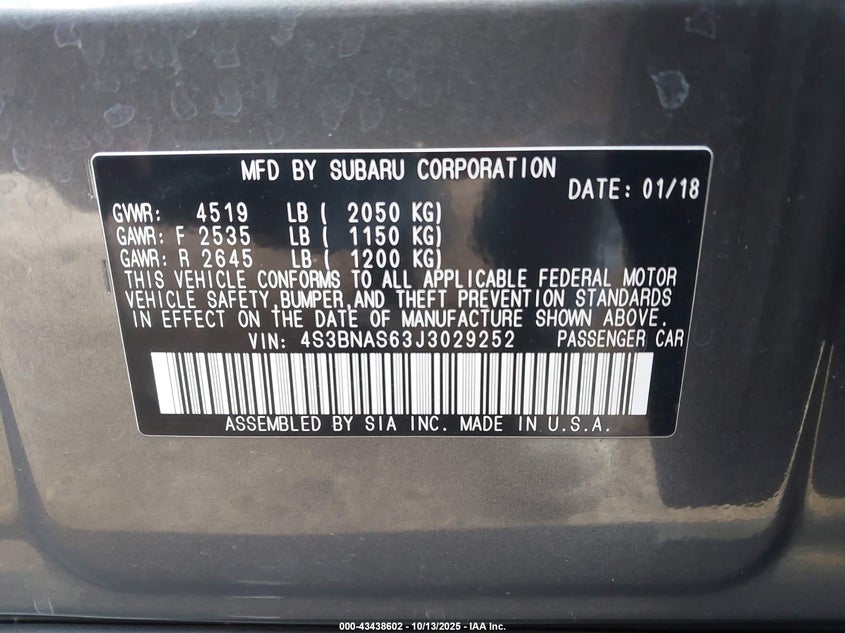 MFD BY SUBARU CORPORATION
DATE: 01/18
GVWR: 4519 LB ( 2050 KG)
GAWR: F 2535 LB ( 1150 KG)
GAWR: R 2645 LB ( 1200 KG)
THIS VEHICLE CONFORMS TO ALL APPLICABLE FEDERAL MOTOR
VEHICLE SAFETY,BUMPER,AND THEFT PREVENTION STANDARDS
IN EFFECT ON THE DATE OF MANUFACTURE SHOWN ABOVE.
VIN: 4S3BNAS63J3029252 PASSENGER CAR
ASSEMBLED BY SIA INC. MADE IN U.S.A.
000-43438602 - 10/13/2025 - IAA Inc.